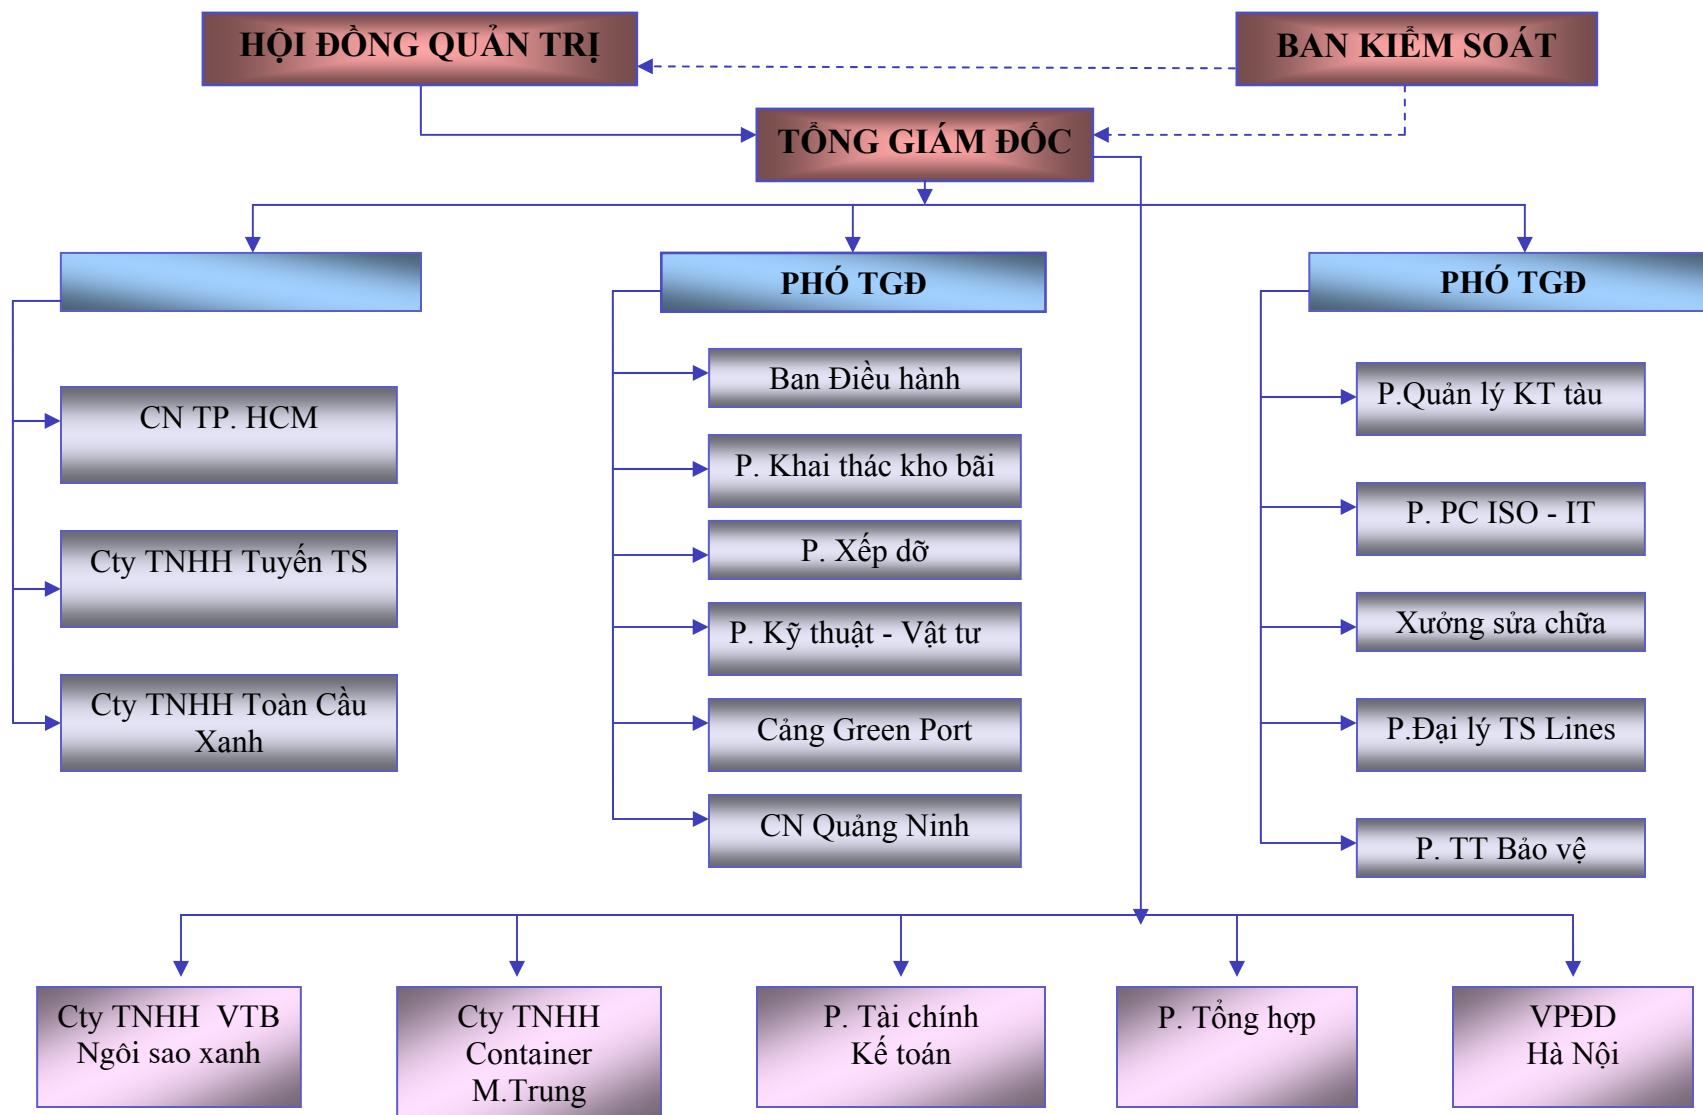 HỘI ĐỒNG QUẢN TRỊ
BAN KIỂM SOÁT
TỔNG GIÁM ĐỐC
PHÓ TGĐ
PHÓ TGĐ
CN TP. HCM
Cty TNHH Tuyến TS
Cty TNHH Toàn Cầu
Xanh
Ban Điều hành
P. Khai thác kho bãi
P. Xếp dỡ
P. Kỹ thuật - Vật tư
Cảng Green Port
CN Quảng Ninh
P.Quản lý KT tàu
P. PC ISO - IT
Xưởng sửa chữa
P.Đại lý TS Lines
P. TT Bảo vệ
Cty TNHH  VTB
Ngôi sao xanh
Cty TNHH
Container
M.Trung
P. Tài chính
Kế toán
P. Tổng hợp
VPĐD
Hà Nội